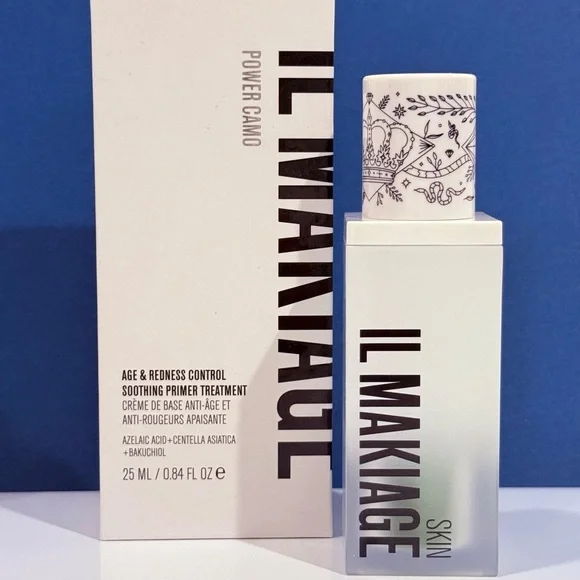 IL MAKIAGE
POWER CAMO
AGE & REDNESS CONTROL
SOOTHING PRIMER TREATMENT
CRÈME DE BASE ANTI-ÂGE ET
ANTI-ROUGEURS APAISANTE
AZELAIC ACID+CENTELLA ASIATICA
+BAKUCHIOL
25 ML / 0.84 FL OZ ℮
IL MAKIAGE
SKIN